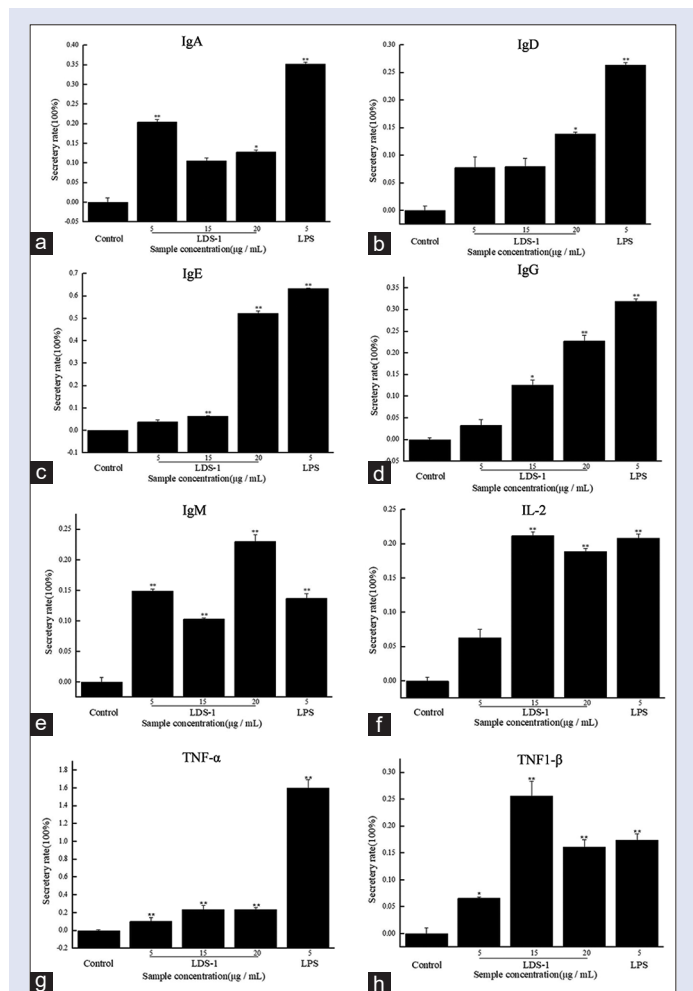 IgA
0.40
0.35
0.30
0.25
0.20
0.15
0.10
0.05
0.00
-0.05
Secretery rate(100%)
**
*
**
5 15 20 5
Control LDS-1 LPS
Sample concentration(µg / mL)
a
IgD
0.30
0.25
0.20
0.15
0.10
0.05
0.00
Secretery rate(100%)
*
**
5 15 20 5
Control LDS-1 LPS
Sample concentration(µg / mL)
b
IgE
0.7
0.6
0.5
0.4
0.3
0.2
0.1
0.0
-0.1
Secretery rate(100%)
**
**
**
5 15 20 5
Control LDS-1 LPS
Sample concentration(µg / mL)
c
IgG
0.35
0.30
0.25
0.20
0.15
0.10
0.05
0.00
0.05
Scretery rate(100%)
*
**
**
5 15 20 5
Control LDS-1 LPS
Sample concentration(µg / mL)
d
IgM
0.25
0.20
0.15
0.10
0.05
0.00
Secretery rate(100%)
**
**
**
**
5 15 20 5
Control LDS-1 LPS
Sample concentration(µg / mL)
e
IL-2
0.25
0.20
0.15
0.10
0.05
0.00
Secretery rate(100%)
**
**
**
5 15 20 5
Control LDS-1 LPS
Sample concentration(µg / mL)
f
TNF-α
1.8
1.6
1.4
1.2
1.0
0.8
0.6
0.4
0.2
0.0
-0.2
Secretery rate(100%)
**
**
**
**
5 15 20 5
Control LDS-1 LPS
Sample concentration(µg / mL)
g
TNF1-β
0.30
0.25
0.20
0.15
0.10
0.05
0.00
Secretery rate(100%)
*
**
**
**
5 15 20 5
Control LDS-1 LPS
Semple concentration(µg / mL)
h